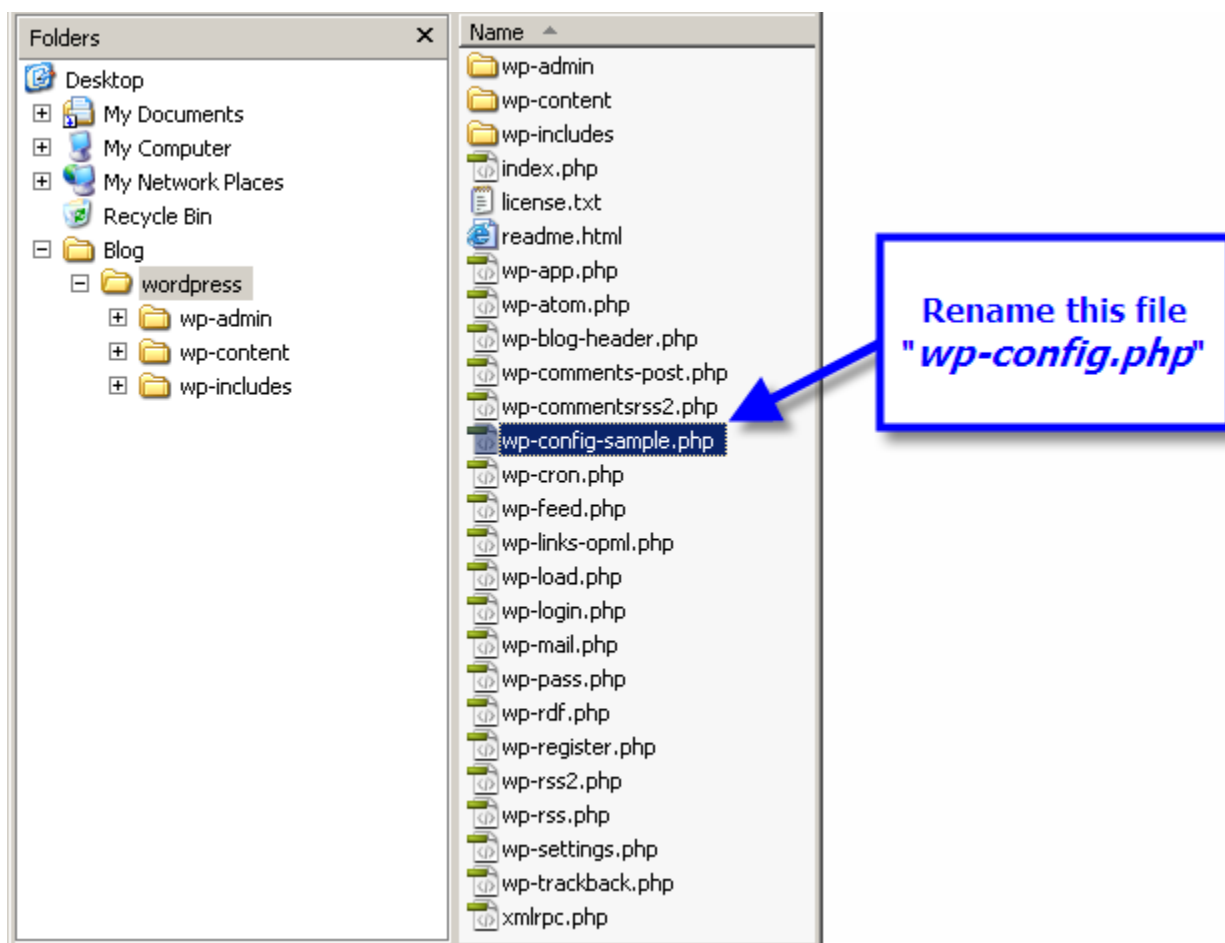 Folders
Desktop
My Documents
My Computer
My Network Places
Recycle Bin
Blog
wordpress
wp-admin
wp-content
wp-includes
Name
wp-admin
wp-content
wp-includes
index.php
license.txt
readme.html
wp-app.php
wp-atom.php
wp-blog-header.php
wp-comments-post.php
wp-commentsrss2.php
wp-config-sample.php
wp-cron.php
wp-feed.php
wp-links-opml.php
wp-load.php
wp-login.php
wp-mail.php
wp-pass.php
wp-rdf.php
wp-register.php
wp-rss2.php
wp-rss.php
wp-settings.php
wp-trackback.php
xmlrpc.php
Rename this file
"wp-config.php"